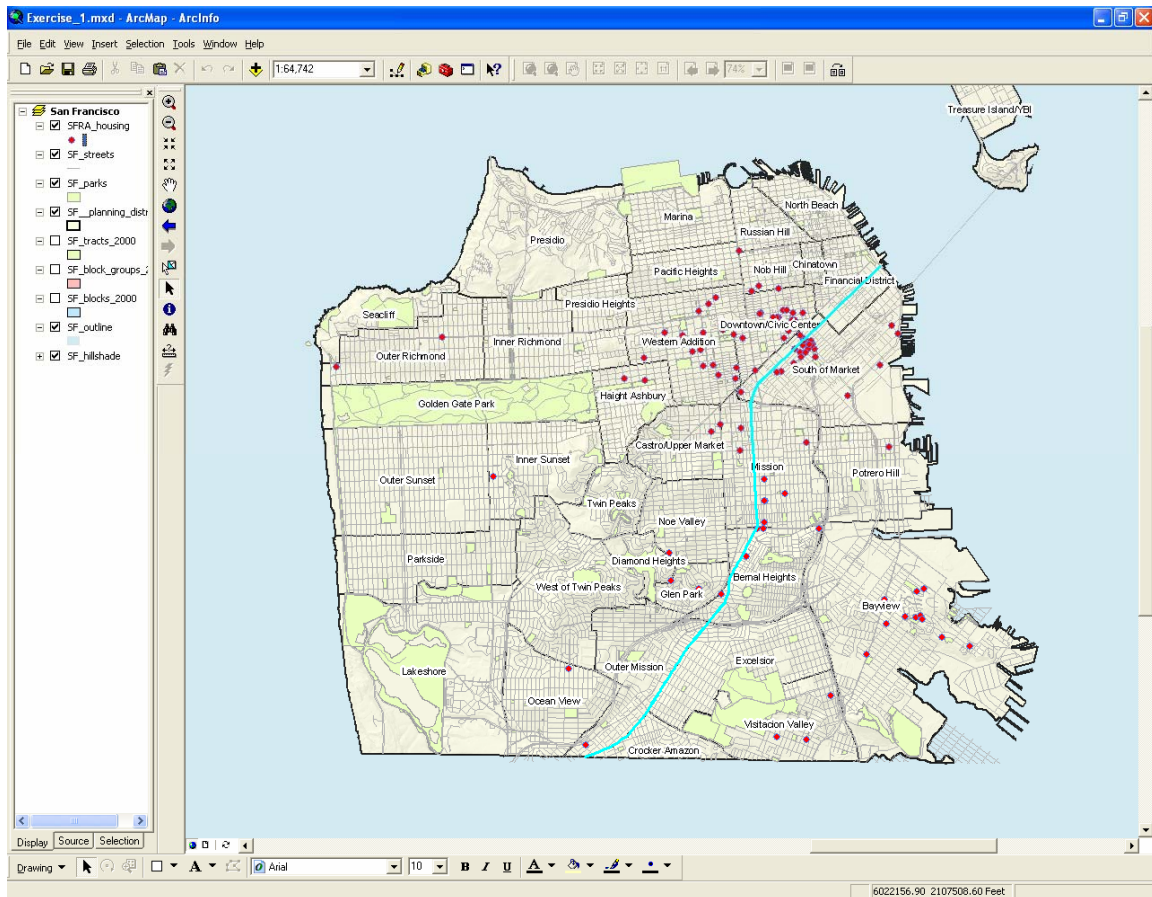 Exercise_1.mxd - ArcMap - ArcInfo
File Edit View Insert Selection Tools Window Help
1:64,742
74%
San Francisco
SFRA_housing
SF_streets
SF_parks
SF__planning_distr
SF_tracts_2000
SF_block_groups_2
SF_blocks_2000
SF_outline
SF_hillshade
Treasure Island/YBI
North Beach
Marina
Russian Hill
Presidio
Chinatown
Pacific Heights
Nob Hill
Financial District
Presidio Heights
Seacliff
Downtown/Civic Center
Inner Richmond
Western Addition
Outer Richmond
South of Market
Haight Ashbury
Golden Gate Park
Castro/Upper Market
Inner Sunset
Mission
Potrero Hill
Outer Sunset
Twin Peaks
Noe Valley
Parkside
Diamond Heights
Bernal Heights
West of Twin Peaks
Glen Park
Bayview
Outer Mission
Excelsior
Lakeshore
Ocean View
Visitacion Valley
Crocker Amazon
Display Source Selection
Drawing
A
Arial
10
B I U A
6022156.90 2107508.60 Feet